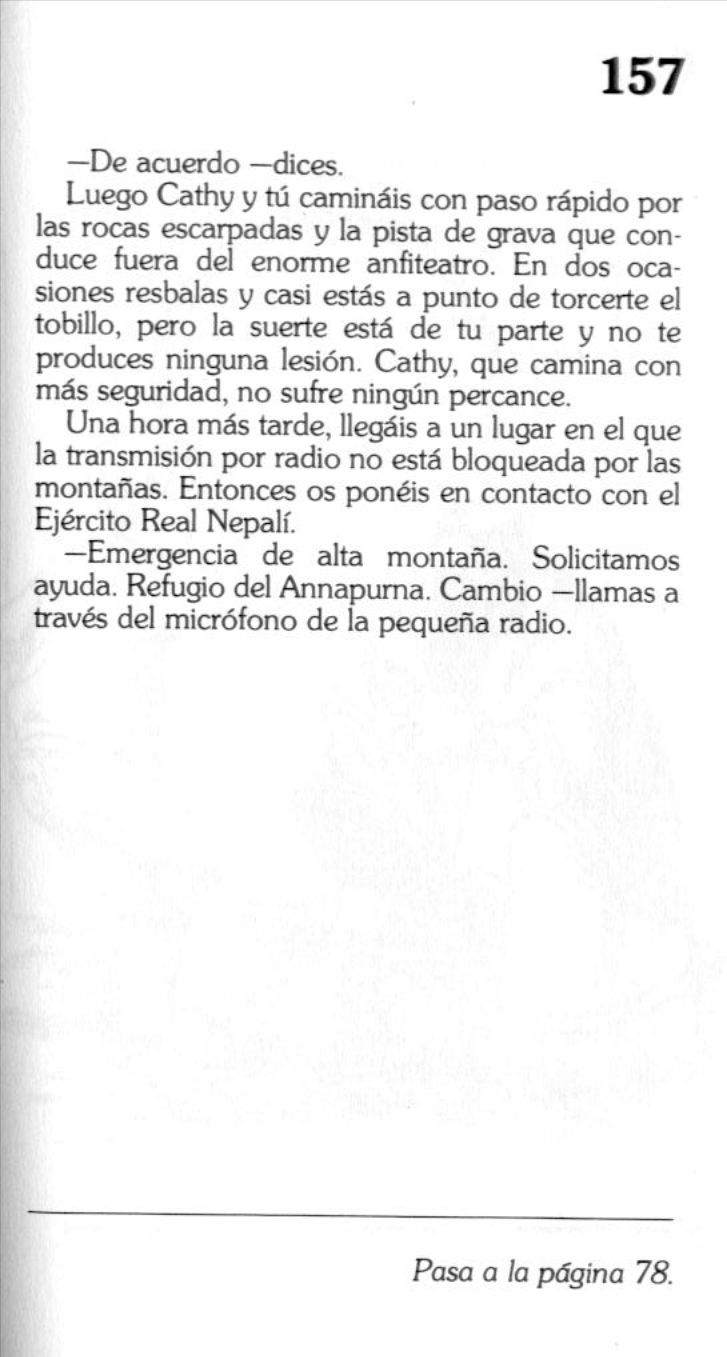 157
—De acuerdo —dices.
Luego Cathy y tú camináis con paso rápido por
las rocas escarpadas y la pista de grava que con-
duce fuera del enorme anfiteatro. En dos oca-
siones resbalas y casi estás a punto de torcerte el
tobillo, pero la suerte está de tu parte y no te
produces ninguna lesión. Cathy, que camina con
más seguridad, no sufre ningún percance.
Una hora más tarde, llegáis a un lugar en el que
la transmisión por radio no está bloqueada por las
montañas. Entonces os ponéis en contacto con el
Ejército Real Nepalí.
—Emergencia de alta montaña. Solicitamos
ayuda. Refugio del Annapurna. Cambio —llamas a
través del micrófono de la pequeña radio.
Pasa a la página 78.